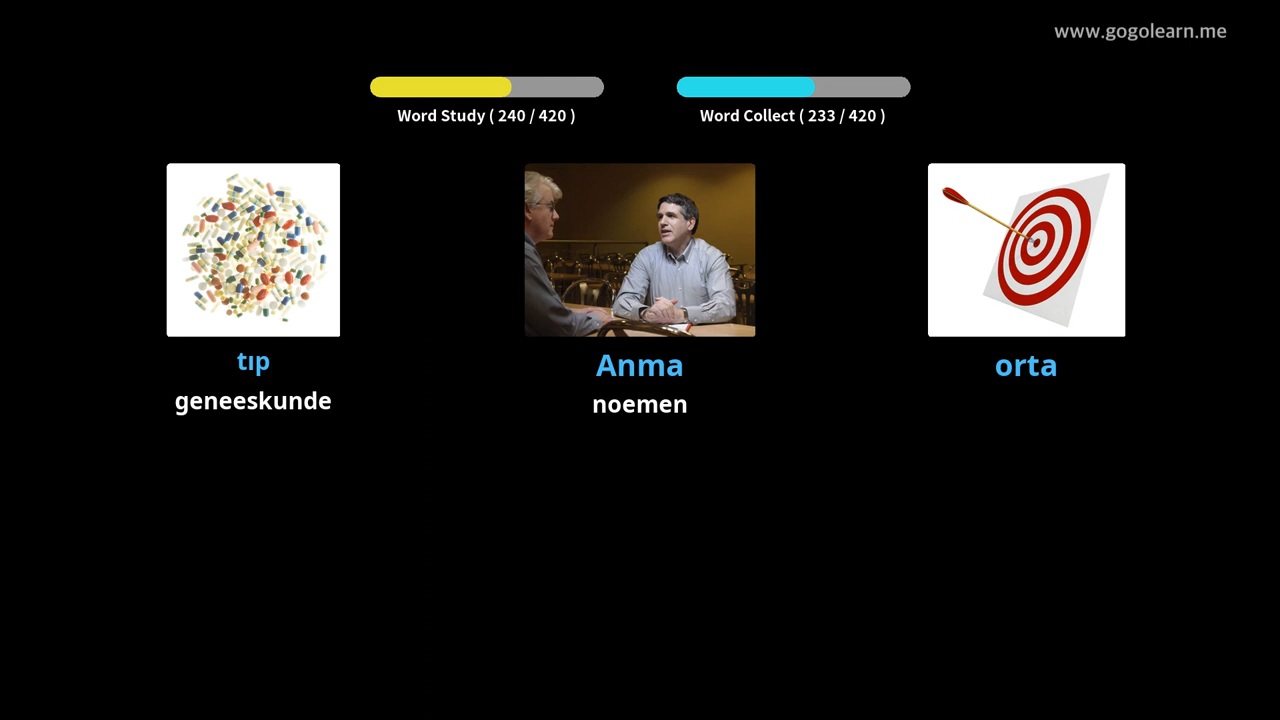 www.gogolearn.me
Word Study ( 240 / 420 )
Word Collect ( 233 / 420 )
tıp
geneeskunde
Anma
noemen
orta